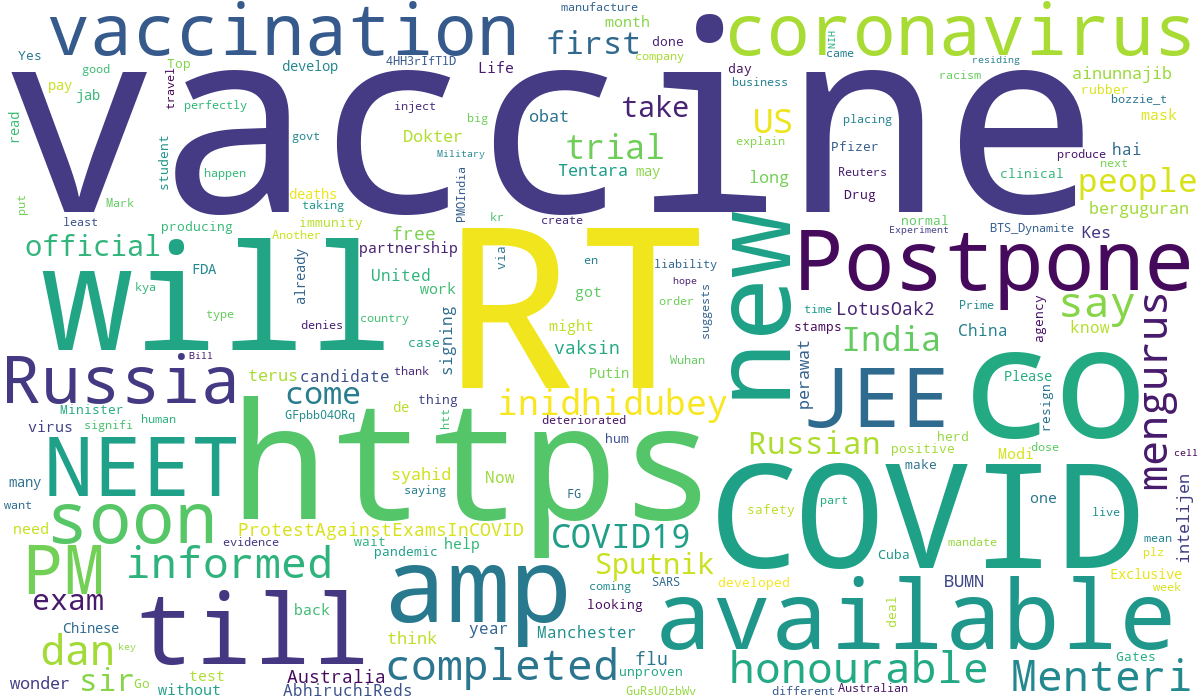 manufacture
vaccination
first
done
month
company
coronavirus
NIH
came
residing
Yes
good
Top
develop
4HH3rIfTlD
Life
day
business
racism
ainunnajib
rubber
pay
jab
travel
perfectly
inject
obat
take
US
placing
bozzie_t
mask
vaccine
read
student
govt
Dokter
big
trial
explain
Pfizer
hai
produce
next
happen
Military
Tentara
may
long
Reuters
Drug
clinical
people
put
Mark
deaths
taking
PMOIndia
berguguran
least
producing
immunity
kr
create
normal
Experiment
BTS_Dynamite
Kes
official
Another
free
partnership
RT
new
Postpone
will
FDA
already
United
via
en
liability
kya
work
got
hope
suggests
order
Prime
time
LotusOak2
agency
say
type
denies
country
signing
might
stamps
India
China
know
Russia
Bill
case
vaksin
Wuhan
perawat
co
mengurus
terus
candidate
thank
Putin
JEE
Please
resign
Minister
come
thing
inidhidubey
virus
signifi
human
GFpbbO4ORq
de
htt
deteriorated
https
NEET
hum
Russian
positive
herd
Modi
dose
cell
many
syahid
Now
make
COVID
want
saying
FG
one
intelijen
soon
need
ProtestAgainstExamsInCOVID
COVID19
safety
part
live
evidence
wait
pandemic
help
Cuba
mandate
mean
plz
PM
informed
amp
Sputnik
Exclusive
week
exam
till
coming
SARS
developed
BUMN
back
looking
available
deal
Chinese
think
year
Manchester
dan
key
completed
flu
unproven
honourable
Gates
Menteri
wonder
sir
Go
test
without
Australia
AbhiruchiReds
GuRsUOzbWv
different
Australian